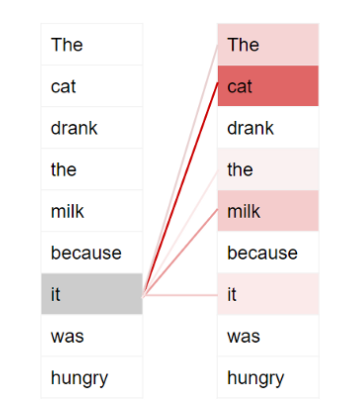 The The
cat cat
drank drank
the the
milk milk
because because
it it
was was
hungry hungry